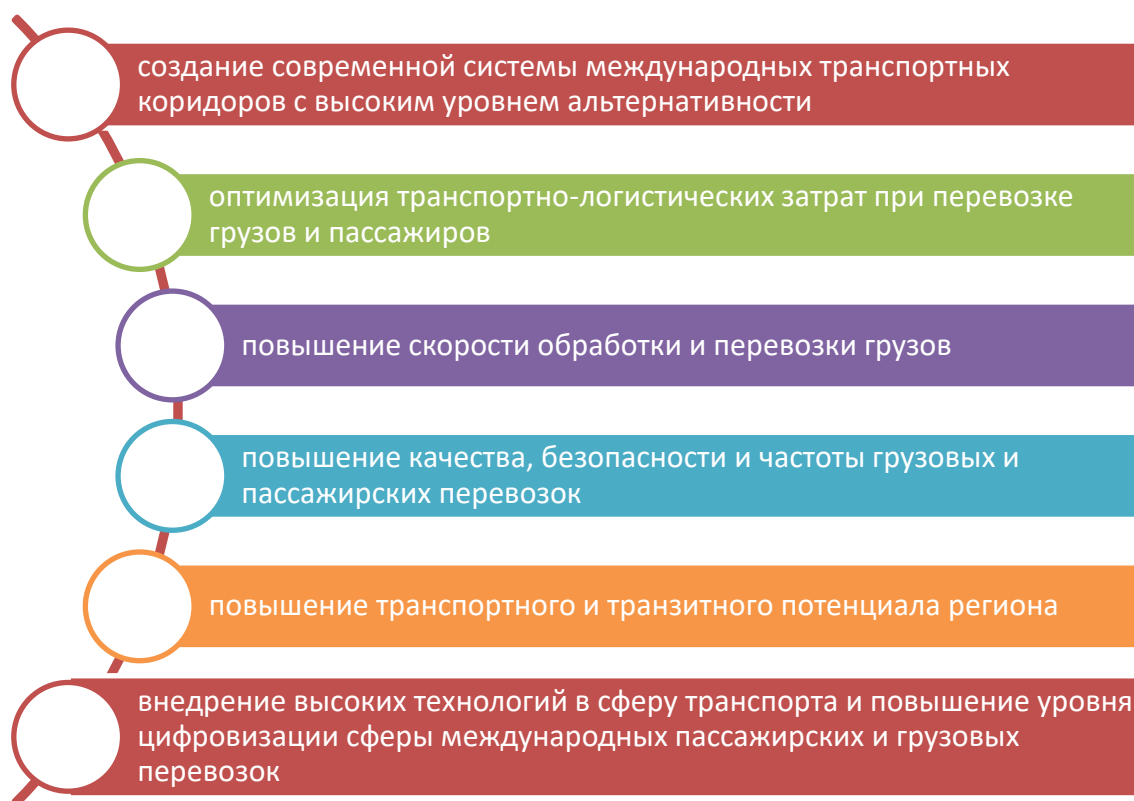 создание современной системы международных транспортных
коридоров с высоким уровнем альтернативности
оптимизация транспортно-логистических затрат при перевозке
грузов и пассажиров
повышение скорости обработки и перевозки грузов
повышение качества, безопасности и частоты грузовых и
пассажирских перевозок
повышение транспортного и транзитного потенциала региона
внедрение высоких технологий в сферу транспорта и повышение уровня
цифровизации сферы международных пассажирских и грузовых
перевозок